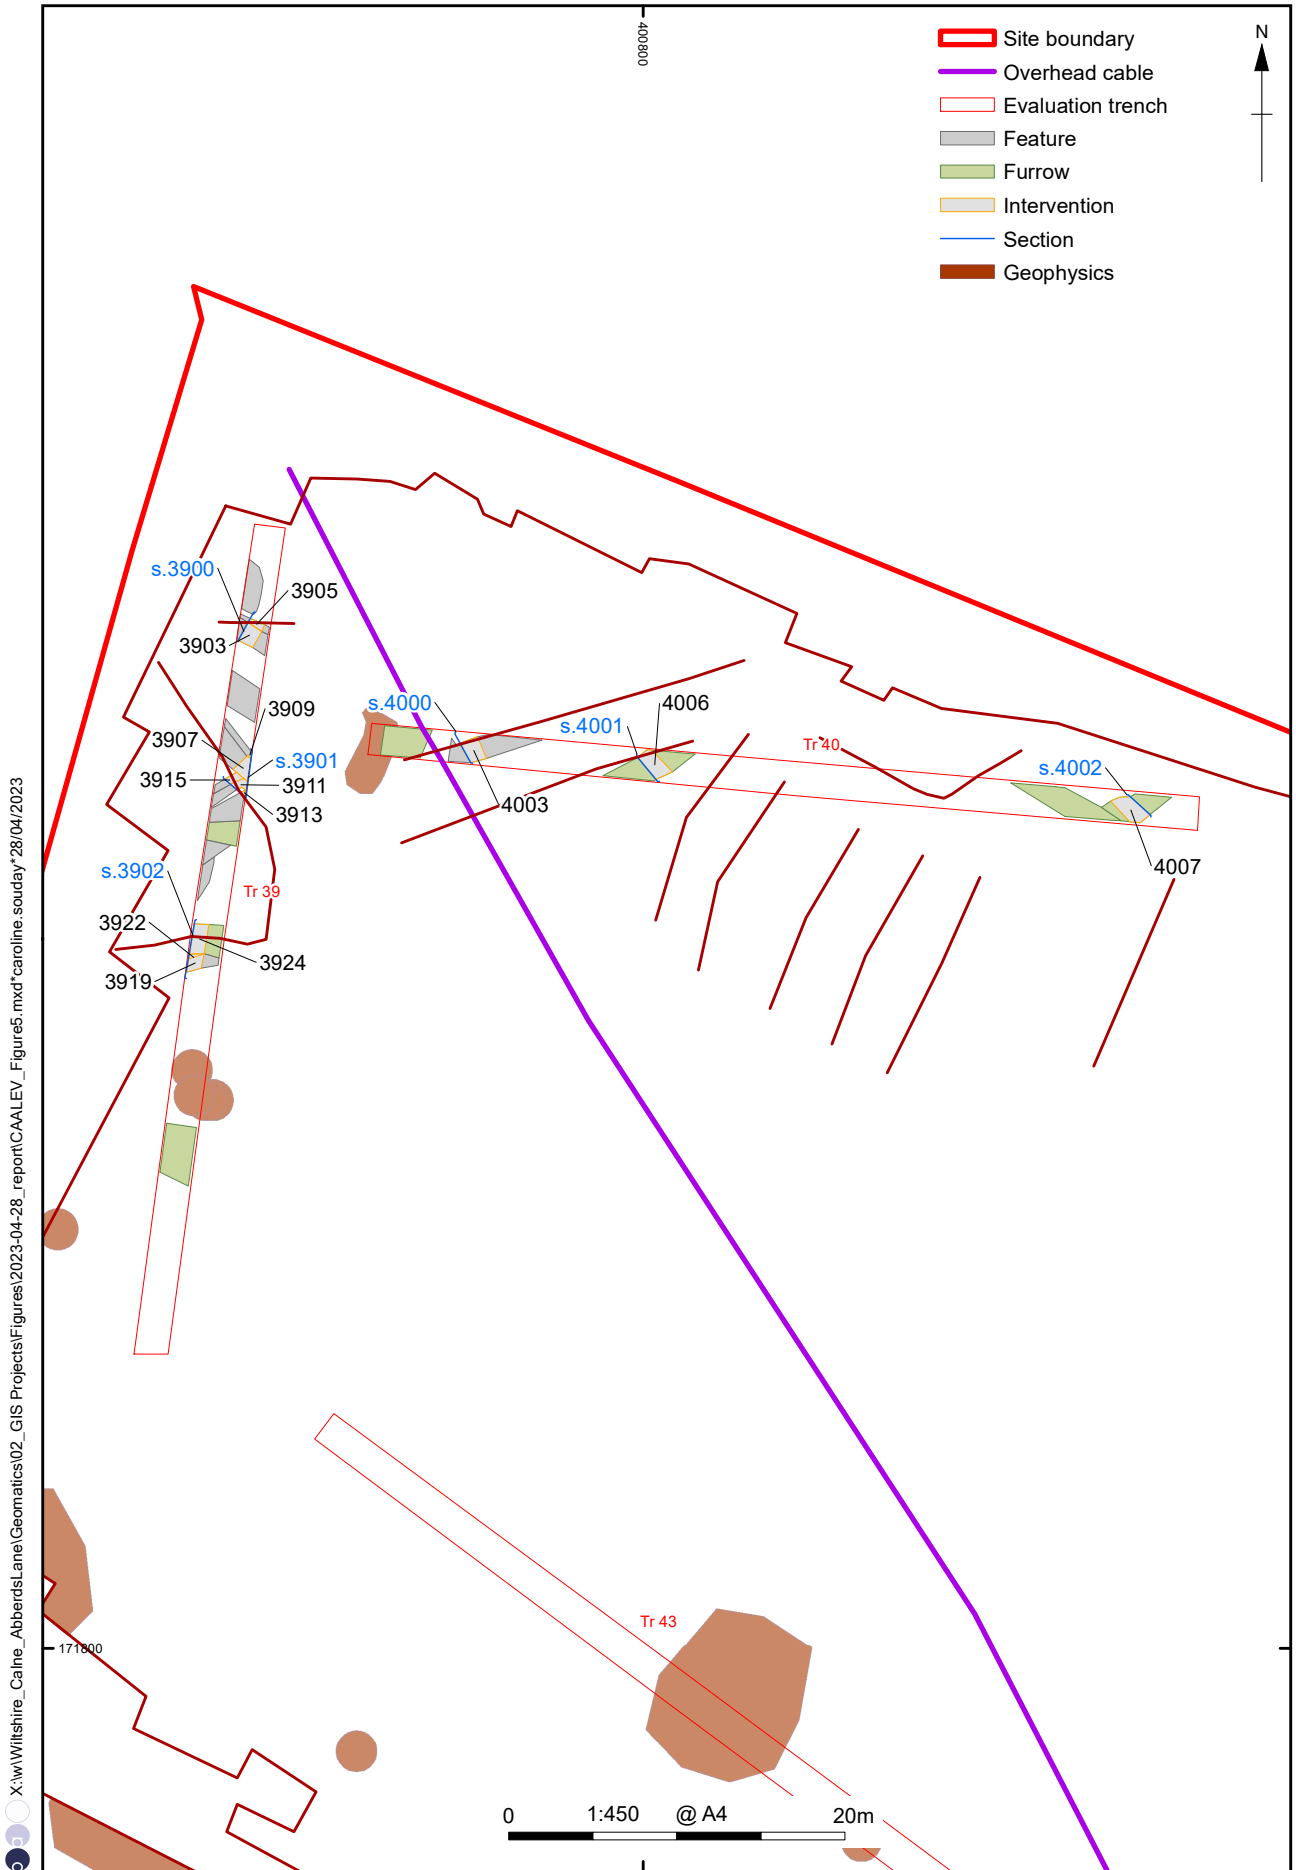 400800
N
Site boundary
Overhead cable
Evaluation trench
Feature
Furrow
Intervention
Section
Geophysics
s.3900
3905
3903
3909
3907
s.3901
3915
3911
3913
s.3902
Tr 39
3922
3924
3919
s.4000
4006
s.4001
Tr 40
s.4002
4003
4007
Tr 43
171800
0 1:450 @ A4 20m
X:\w\Wiltshire_Calne_AbberdsLane\Geomatics\02_GIS Projects\Figures\2023-04-28_report\CAALEV_Figure5.mxd*caroline.souday*28/04/2023